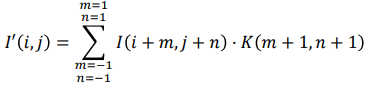 m=1
n=1
I′(i,j) = ∑ I(i + m, j + n) · K(m + 1, n + 1)
m=−1
n=−1